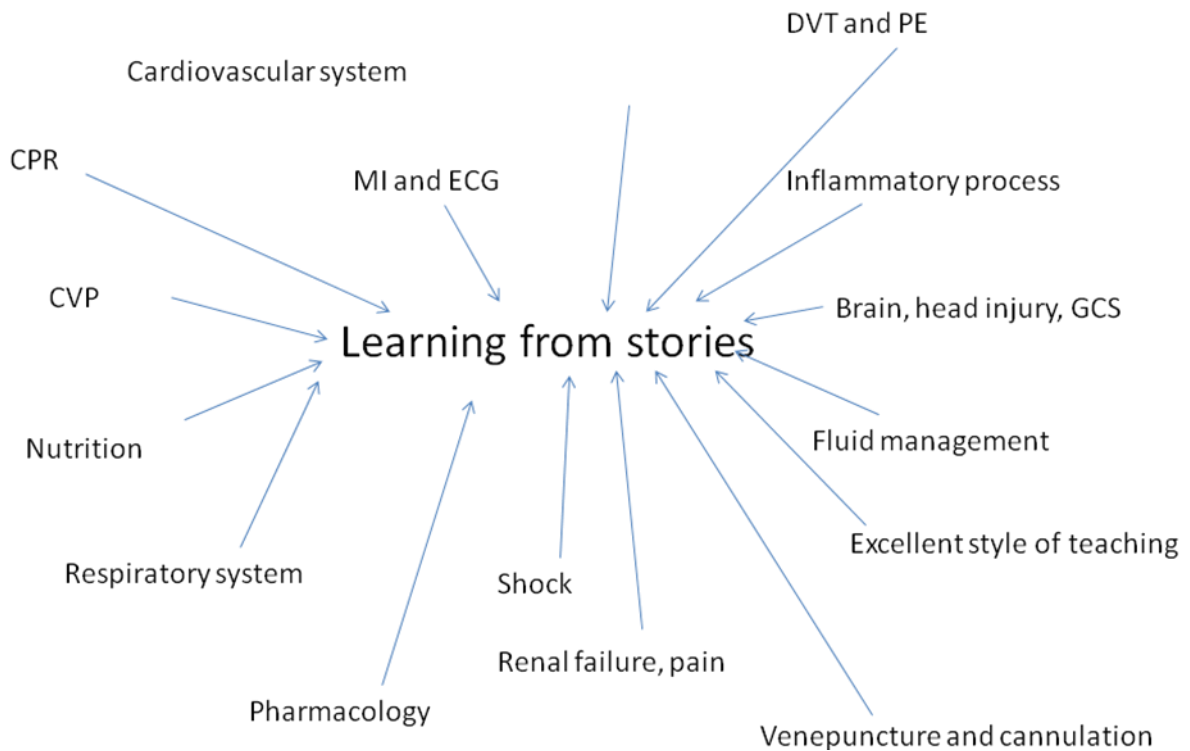 DVT and PE
Cardiovascular system
CPR
MI and ECG
Inflammatory process
CVP
Brain, head injury, GCS
Learning from stories
Nutrition
Fluid management
Excellent style of teaching
Respiratory system
Shock
Renal failure, pain
Pharmacology
Venepuncture and cannulation